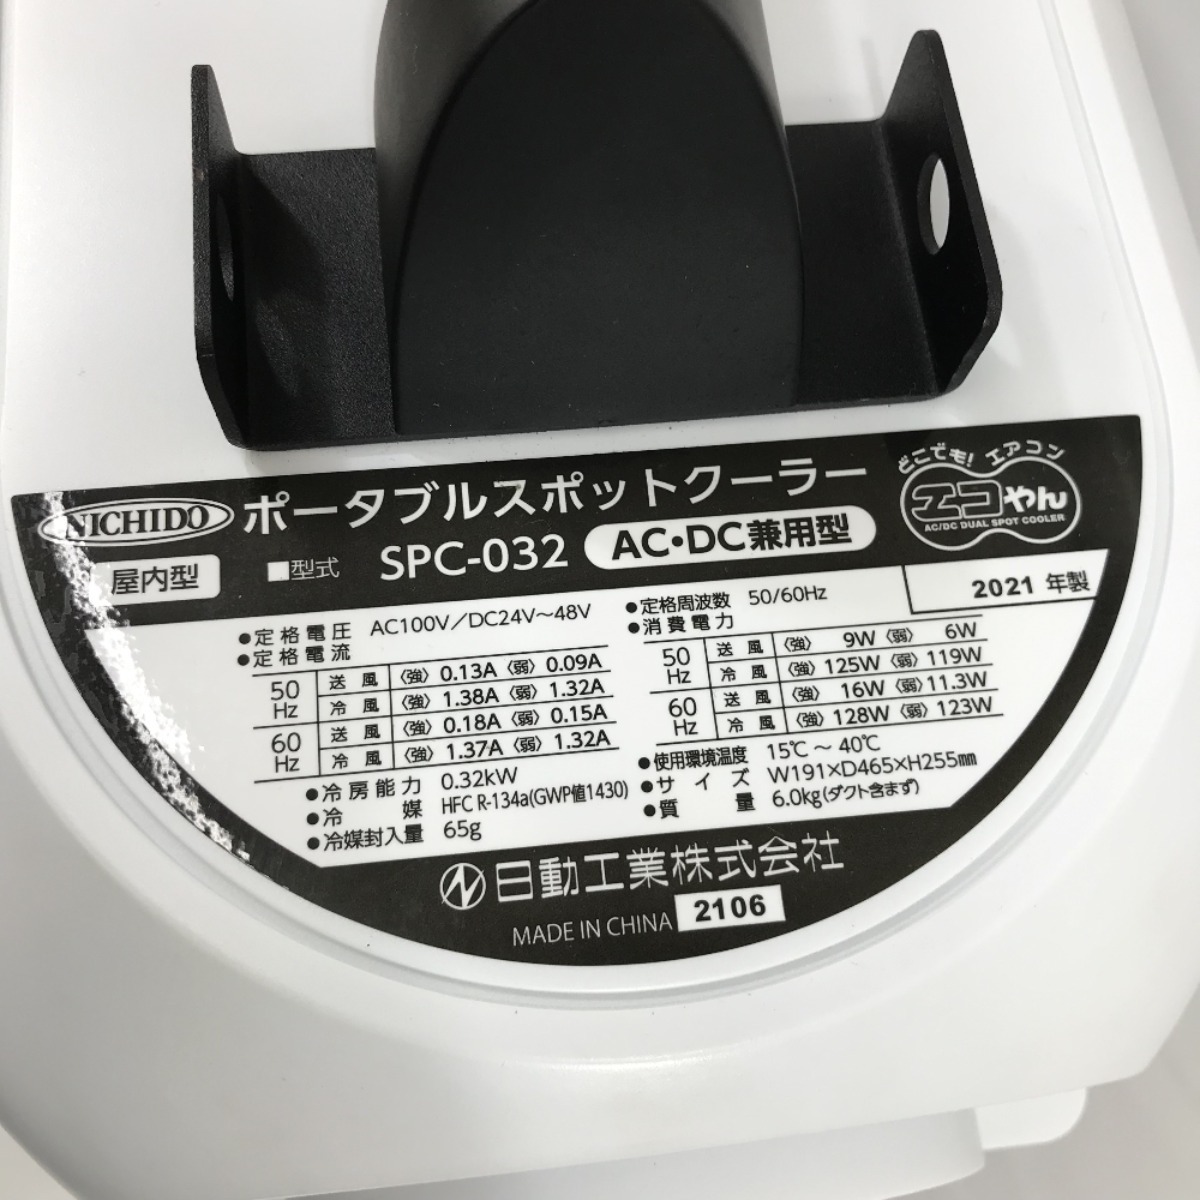 どこでも! エアコン
エコやん
AC/DC DUAL SPOT COOLER
NICHIDO ポータブルスポットクーラー
屋内型 ■型式 SPC-032 AC・DC兼用型
2021 年製
●定格電圧 AC100V/DC24V～48V
●定格電流
50Hz 送風 〈強〉 0.13A 〈弱〉 0.09A
冷風 〈強〉 1.38A 〈弱〉 1.32A
60Hz 送風 〈強〉 0.18A 〈弱〉 0.15A
冷風 〈強〉 1.37A 〈弱〉 1.32A
●冷房能力 0.32kW
●冷媒 HFC R-134a(GWP値1430)
●冷媒封入量 65g
●定格周波数 50/60Hz
●消費電力
50Hz 送風 〈強〉 9W 〈弱〉 6W
冷風 〈強〉 125W 〈弱〉 119W
60Hz 送風 〈強〉 16W 〈弱〉 11.3W
冷風 〈強〉 128W 〈弱〉 123W
●使用環境温度 15℃～40℃
●サイズ W191×D465×H255㎜
●質量 6.0kg(ダクト含まず)
日動工業株式会社
MADE IN CHINA 2106